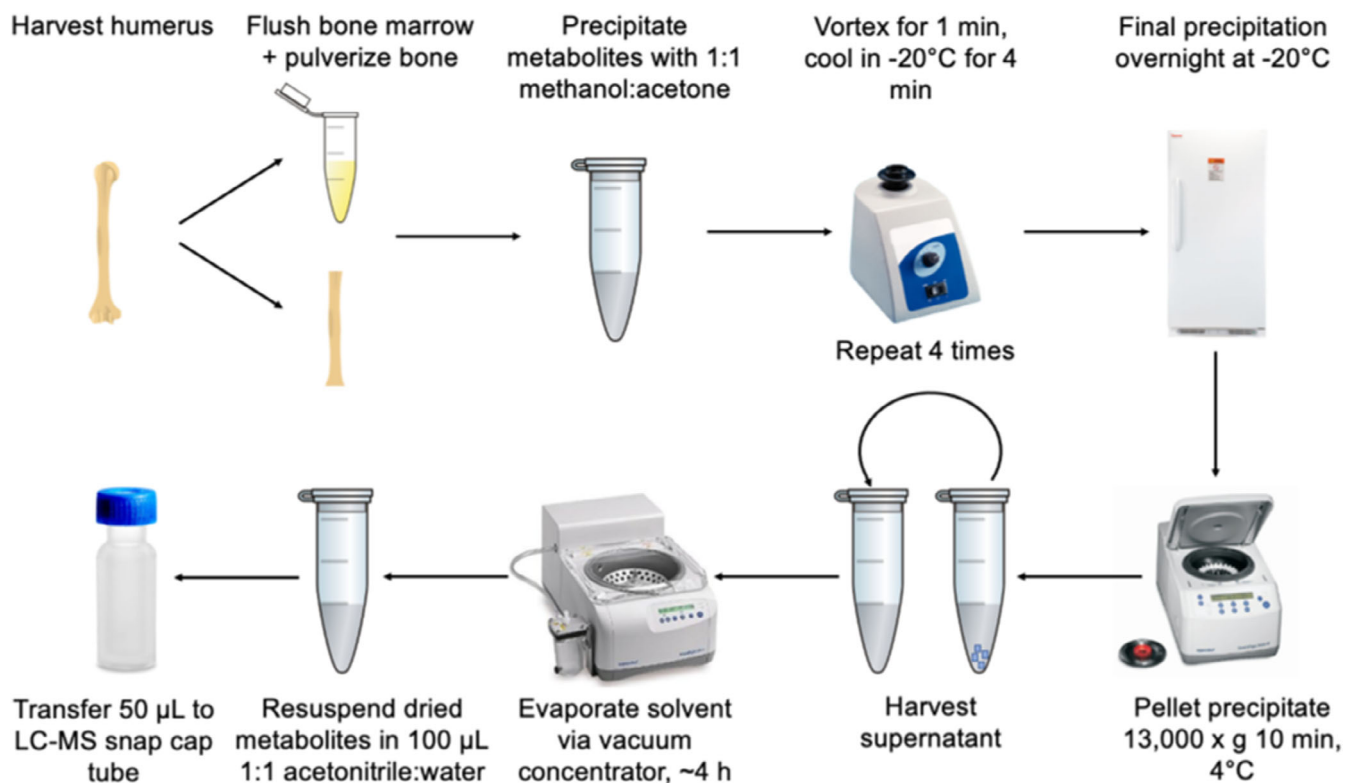 Harvest humerus
Flush bone marrow
+ pulverize bone
Precipitate
metabolites with 1:1
methanol:acetone
Vortex for 1 min,
cool in -20°C for 4
min
Final precipitation
overnight at -20°C
Repeat 4 times
Transfer 50 µL to
LC-MS snap cap
tube
Resuspend dried
metabolites in 100 µL
1:1 acetonitrile:water
Evaporate solvent
via vacuum
concentrator, ~4 h
Harvest
supernatant
Pellet precipitate
13,000 x g 10 min,
4°C